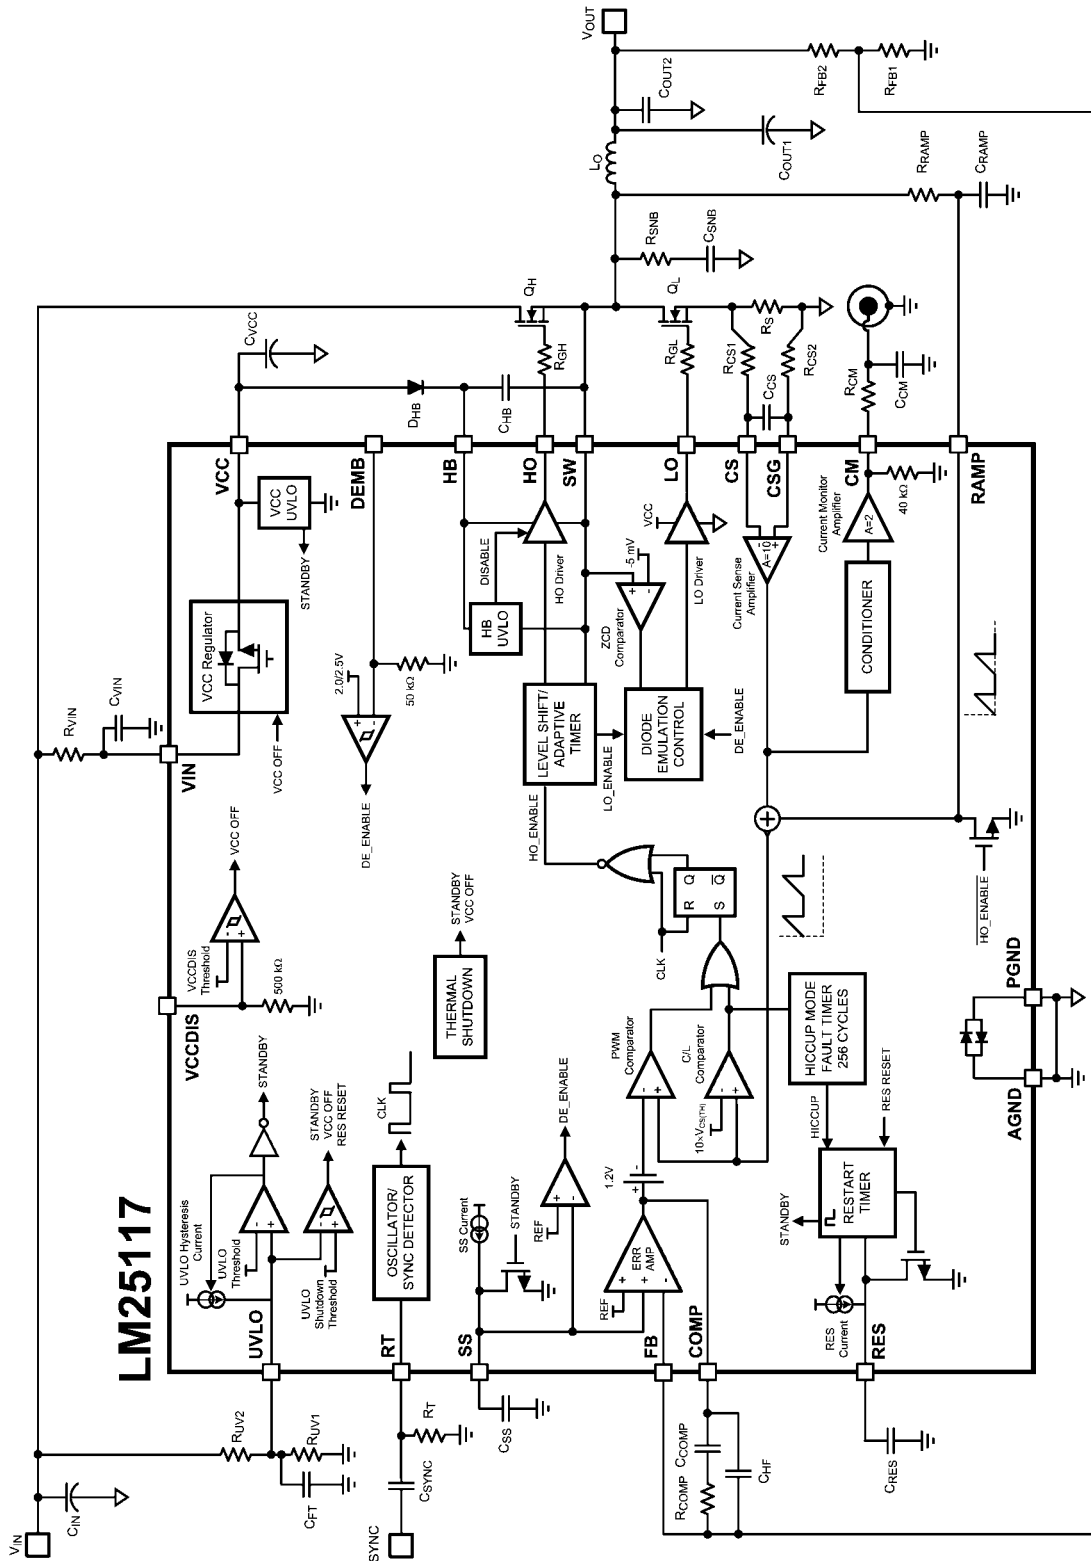 LM25117
VIN
CIN
RUV2
RUV1
CFT
UVLO
UVLO Hysteresis
Current
UVLO
Threshold
STANDBY
UVLO
Shutdown
Threshold
STANDBY
VCC OFF
RES RESET
VCCDIS
VCCDIS
Threshold
500 kΩ
VCC OFF
RVIN
CVIN
VIN
VCC Regulator
VCC OFF
VCC
UVLO
STANDBY
VCC
CVCC
SYNC
CSYNC
RT
RT
OSCILLATOR/
SYNC DETECTOR
CLK
THERMAL
SHUTDOWN
STANDBY
VCC OFF
2.0/2.5V
50 kΩ
DE_ENABLE
DEMB
DHB
HB
CHB
HB
UVLO
DISABLE
HO Driver
HO
RGH
QH
SW
CSS
SS
SS Current
STANDBY
REF
DE_ENABLE
HO_ENABLE
LEVEL SHIFT/
ADAPTIVE
TIMER
LO_ENABLE
DIODE
EMULATION
CONTROL
DE_ENABLE
ZCD
Comparator
-5 mV
VCC
LO Driver
LO
RGL
QL
RSNB
CSNB
LO
COUT1
COUT2
VOUT
RFB2
RFB1
FB
REF
ERR
AMP
1.2V
PWM
Comparator
C/L
Comparator
10×VCS(TH)
CLK
R
Q
S
Q
COMP
RCOMP
CCOMP
CHF
Current Sense
Amplifier
A=10
CS
CSG
CCS
RCS1
RCS2
RS
HICCUP MODE
FAULT TIMER
256 CYCLES
HICCUP
RES RESET
STANDBY
RESTART
TIMER
RES
Current
RES
CRES
CONDITIONER
Current Monitor
Amplifier
A=2
40 kΩ
CM
RCM
CCM
RRAMP
CRAMP
RAMP
HO_ENABLE
AGND
PGND